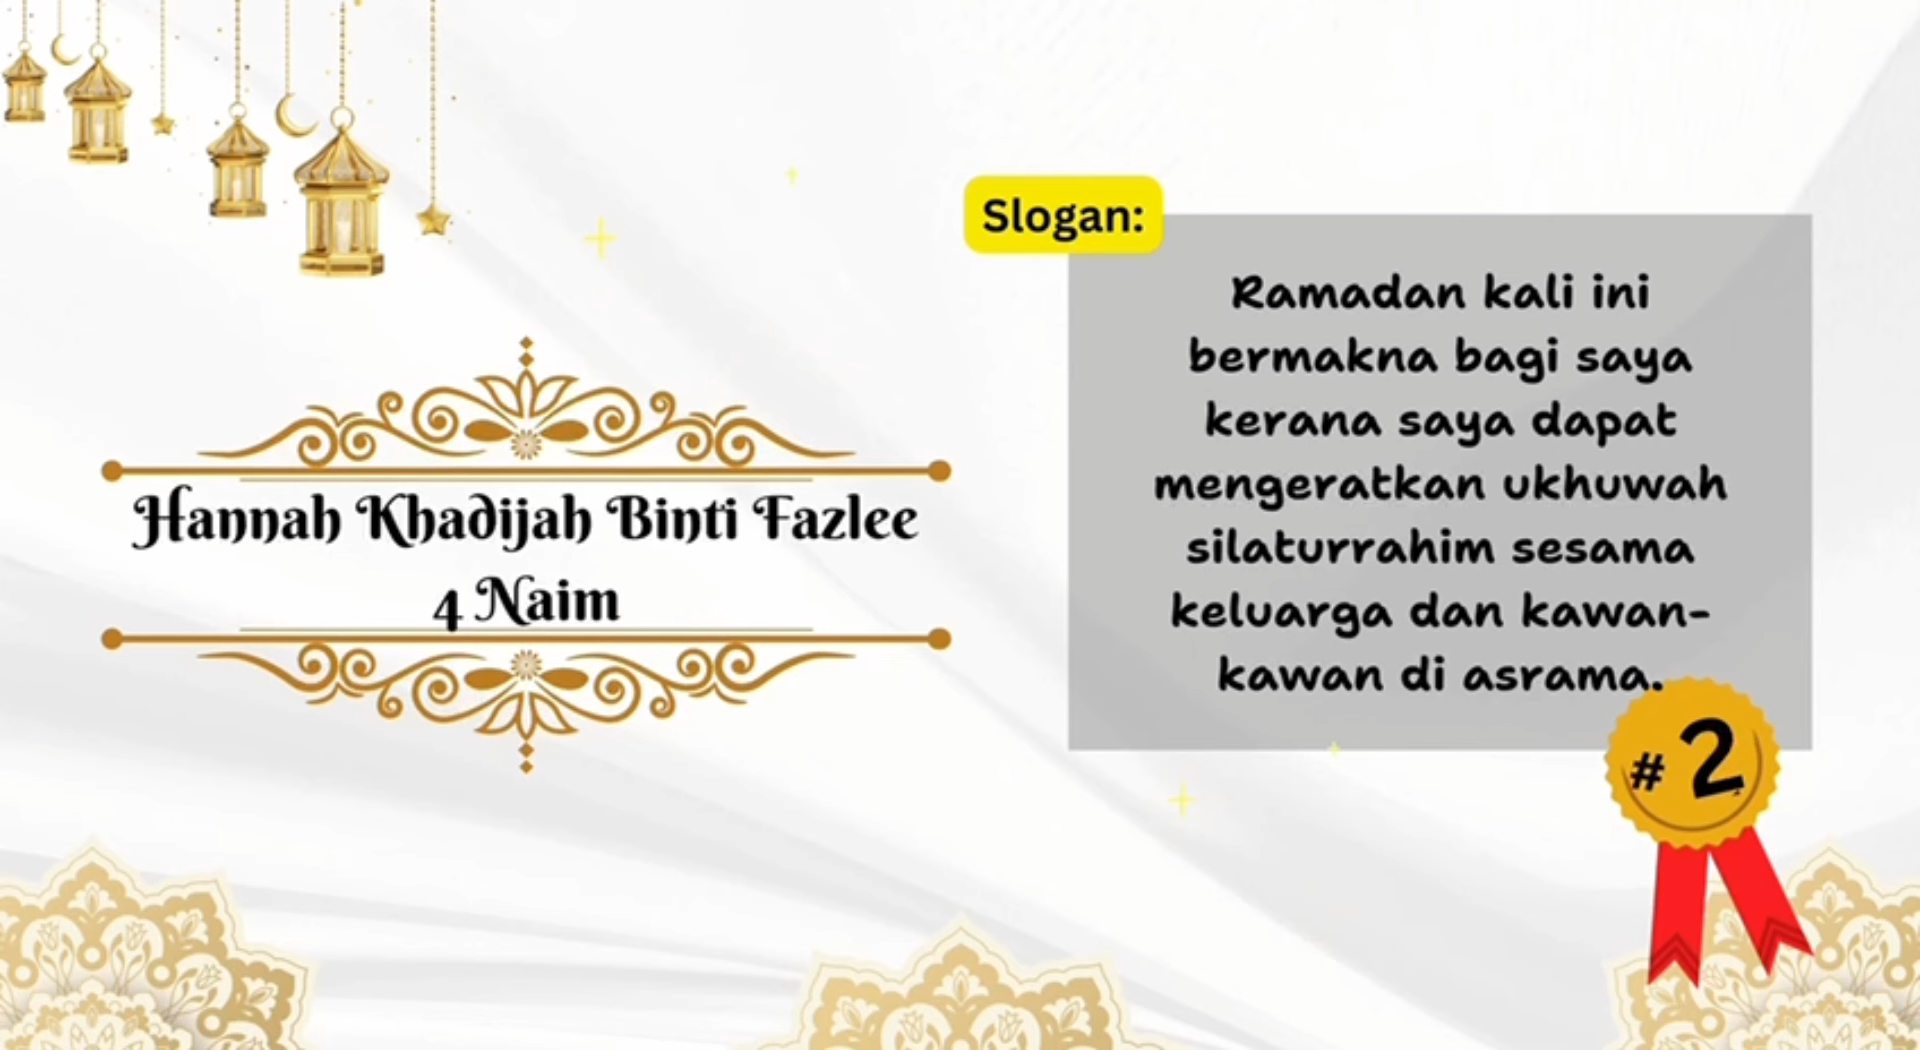 Hannah Khadijah Binti Fazlee
4 Naim
Slogan:
Ramadan kali ini
bermakna bagi saya
kerana saya dapat
mengeratkan ukhuwah
silaturrahim sesama
keluarga dan kawan-
kawan di asrama.
# 2